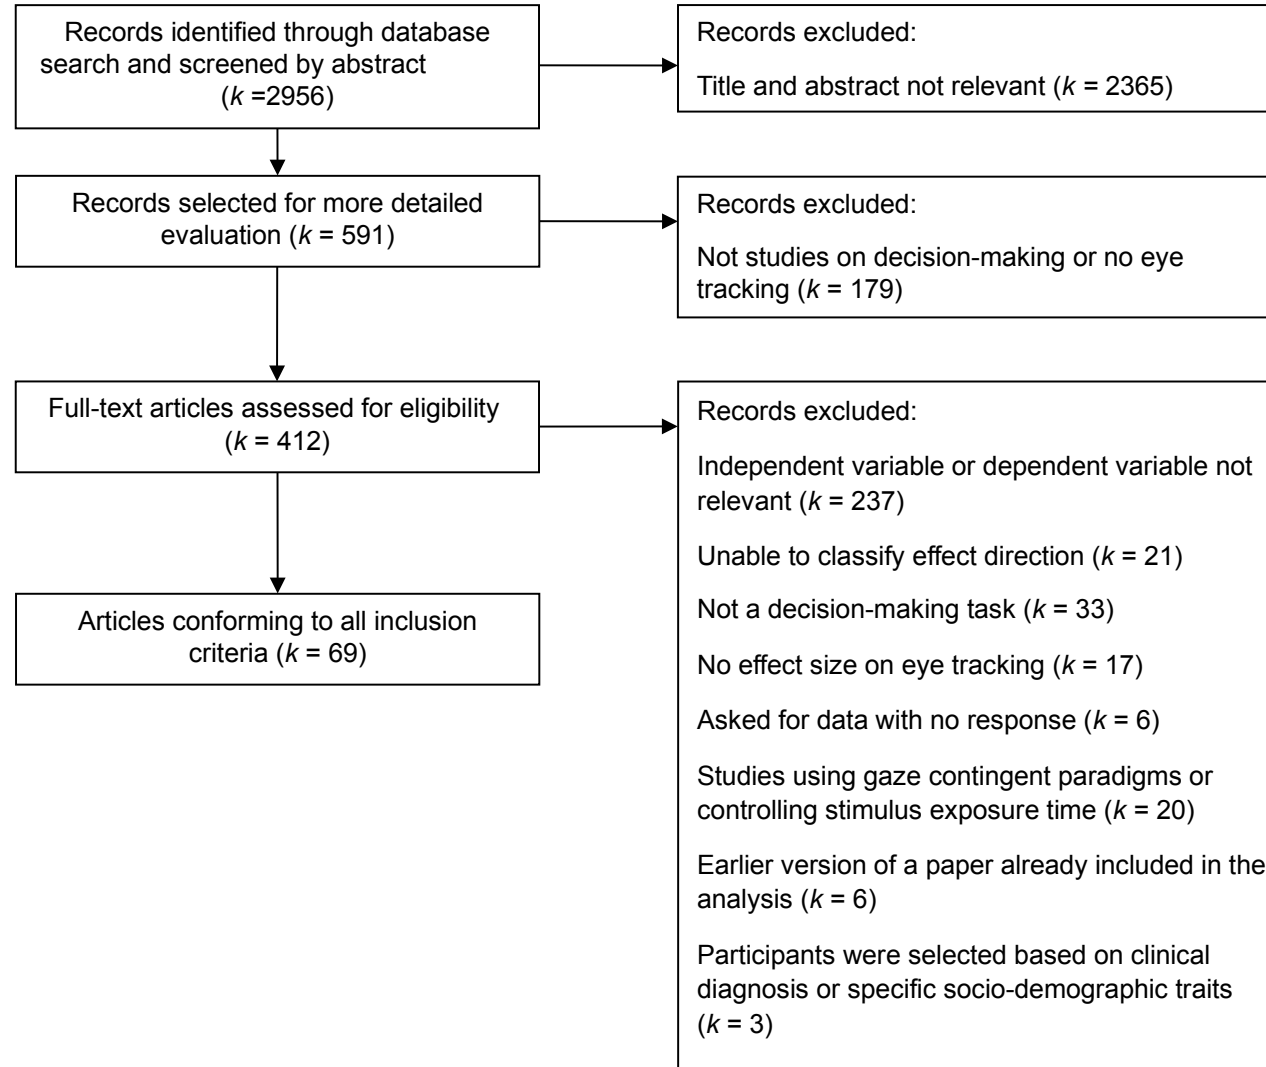 Records identified through database
search and screened by abstract
(k =2956)
Records excluded:
Title and abstract not relevant (k = 2365)
Records selected for more detailed
evaluation (k = 591)
Records excluded:
Not studies on decision-making or no eye
tracking (k = 179)
Full-text articles assessed for eligibility
(k = 412)
Records excluded:
Independent variable or dependent variable not
relevant (k = 237)
Unable to classify effect direction (k = 21)
Not a decision-making task (k = 33)
No effect size on eye tracking (k = 17)
Asked for data with no response (k = 6)
Studies using gaze contingent paradigms or
controlling stimulus exposure time (k = 20)
Earlier version of a paper already included in the
analysis (k = 6)
Participants were selected based on clinical
diagnosis or specific socio-demographic traits
(k = 3)
Articles conforming to all inclusion
criteria (k = 69)